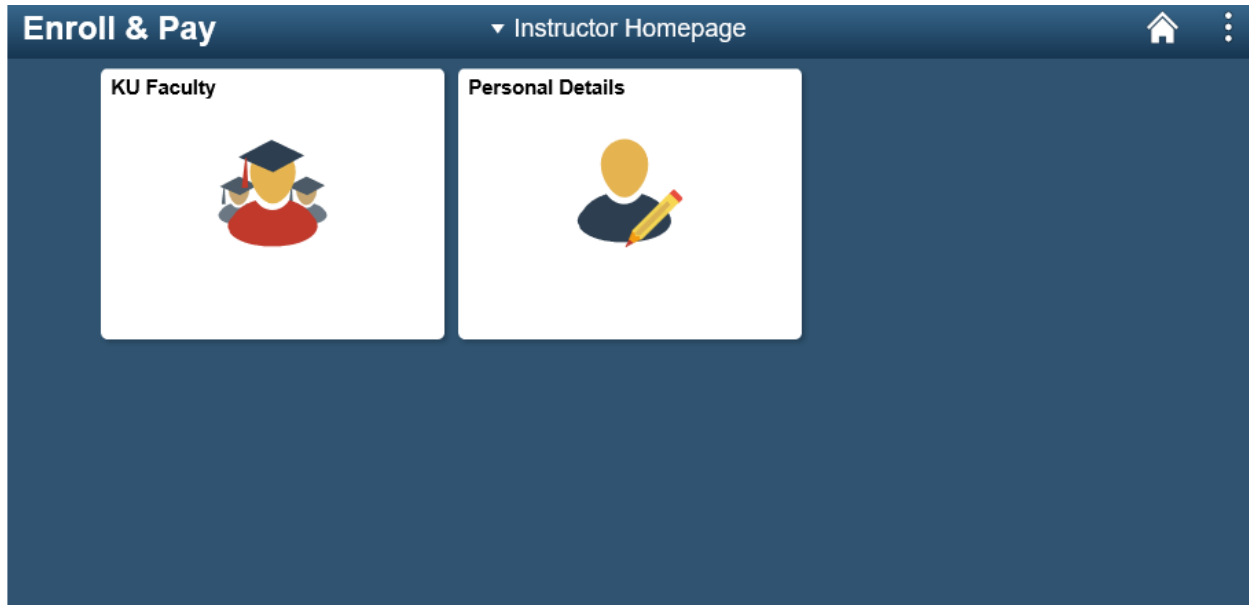 Enroll & Pay
Instructor Homepage
KU Faculty
Personal Details